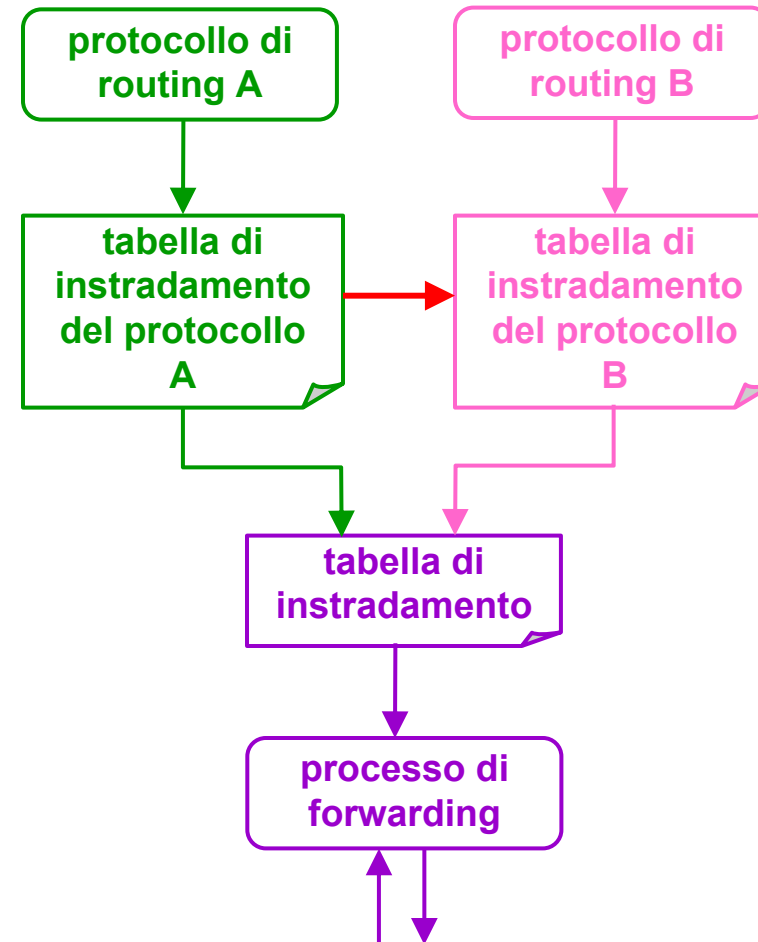 protocollo di
routing A
protocollo di
routing B
tabella di
instradamento
del protocollo
A
tabella di
instradamento
del protocollo
B
tabella di
instradamento
processo di
forwarding